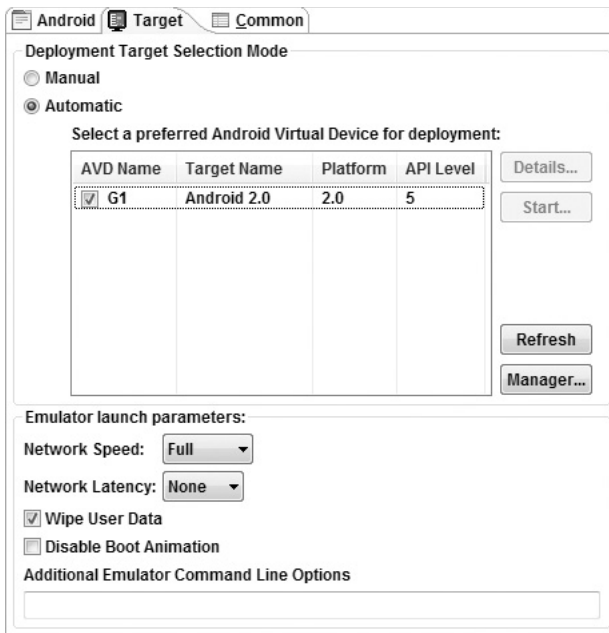 Android Target Common
Deployment Target Selection Mode
Manual
Automatic
Select a preferred Android Virtual Device for deployment:
AVD Name Target Name Platform API Level
G1 Android 2.0 2.0 5
Details...
Start...
Refresh
Manager...
Emulator launch parameters:
Network Speed: Full
Network Latency: None
Wipe User Data
Disable Boot Animation
Additional Emulator Command Line Options